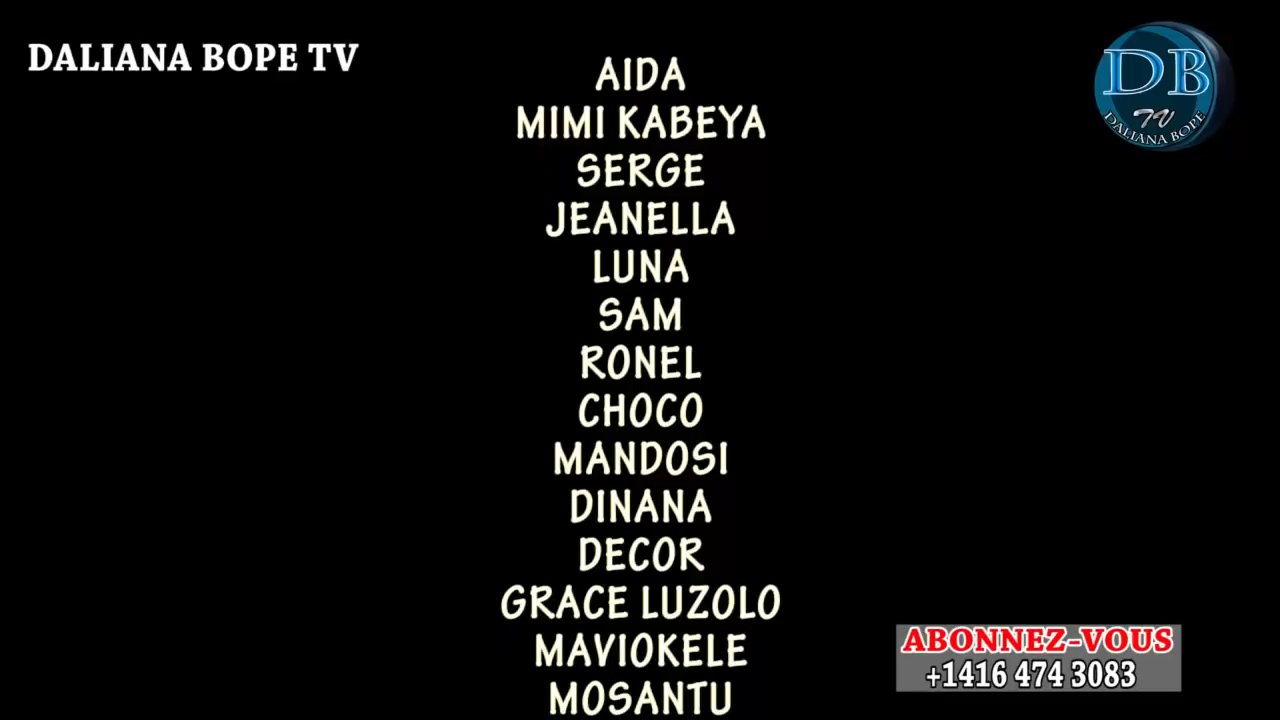 DALIANA BOPE TV
DB
TV
DALIANA BOPE
AIDA
MIMI KABEYA
SERGE
JEANELLA
LUNA
SAM
RONEL
CHOCO
MANDOSI
DINANA
DECOR
GRACE LUZOLO
MAVIOKELE
MOSANTU
ABONNEZ-VOUS
+1416 474 3083